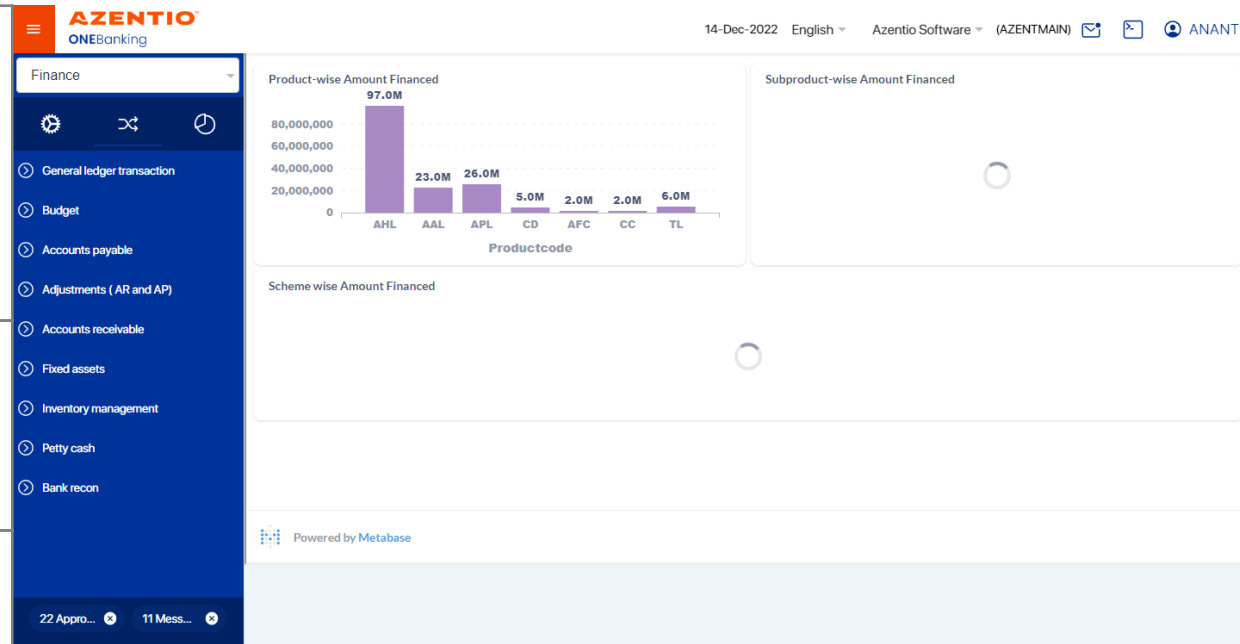 AZENTIO™
ONEBanking
14-Dec-2022 English Azentio Software (AZENTMAIN) ANANT
Finance
General ledger transaction
Budget
Accounts payable
Adjustments ( AR and AP)
Accounts receivable
Fixed assets
Inventory management
Petty cash
Bank recon
22 Appro... 11 Mess...
Product-wise Amount Financed
97.0M
80,000,000
60,000,000
40,000,000
20,000,000
0
23.0M 26.0M 5.0M 2.0M 2.0M 6.0M
AHL AAL APL CD AFC CC TL
Productcode
Subproduct-wise Amount Financed
Scheme wise Amount Financed
Powered by Metabase